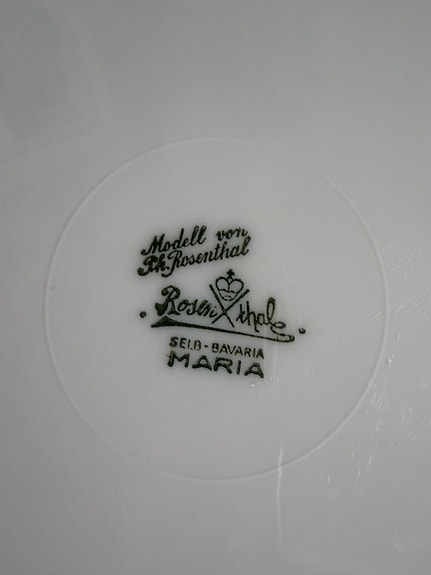 Modell von
Ph. Rosenthal
Rosenthal
SELB-BAVARIA
MARIA